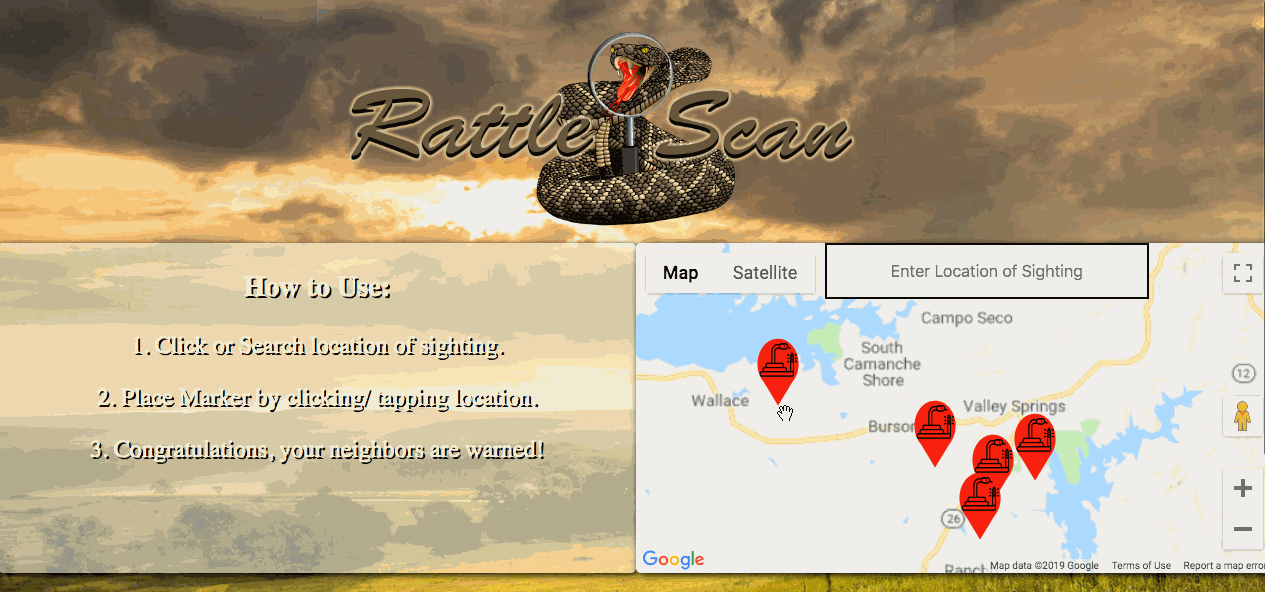 Rattle Scan
How to Use:
1. Click or Search location of sighting.
2. Place Marker by clicking/ tapping location.
3. Congratulations, your neighbors are warned!
Map Satellite
Enter Location of Sighting
Campo Seco
South
Camanche
Shore
12
Wallace
Valley Springs
Burson
26
Ranch
Google
Map data ©2019 Google Terms of Use Report a map error